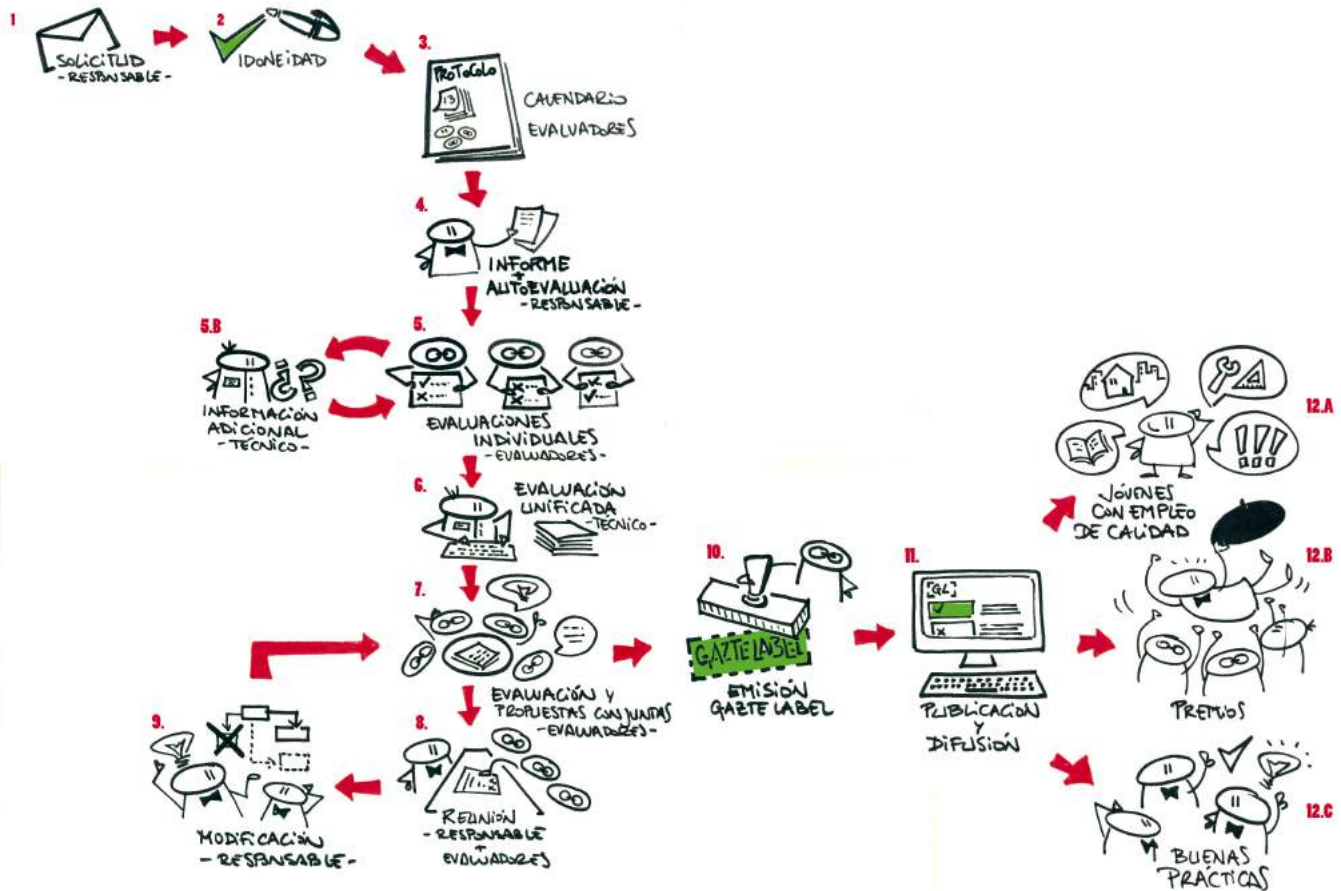 1
SOLICITUD
- RESPONSABLE -
2
IDONEIDAD
3.
PROTOCOLO
13
CALENDARIO
EVALUADORES
4.
INFORME
+
AUTOEVALUACIÓN
- RESPONSABLE -
5.B
¿?
INFORMACIÓN
ADICIONAL
- TÉCNICO -
5.
EVALUACIONES
INDIVIDUALES
- EVALUADORES -
6.
EVALUACIÓN
UNIFICADA
- TÉCNICO -
7.
EVALUACIÓN Y
PROPUESTAS CONJUNTAS
- EVALUADORES -
8.
REUNIÓN
- RESPONSABLE
+
EVALUADORES
9.
MODIFICACIÓN
- RESPONSABLE -
10.
GAZTE LABEL
EMISIÓN
GAZTE LABEL
11.
[GL]
PUBLICACIÓN
Y
DIFUSIÓN
12.A
!!!
JÓVENES
CON EMPLEO
DE CALIDAD
12.B
PREMIOS
12.C
BUENAS
PRÁCTICAS